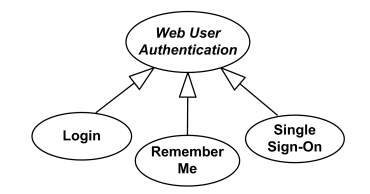 Web User
Authentication
Login
Remember
Me
Single
Sign-On